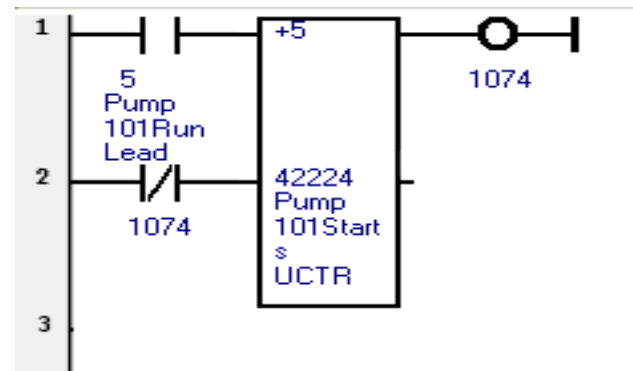 1
+5
5
Pump
101Run
Lead
1074
2
1074
42224
Pump
101Start
s
UCTR
3